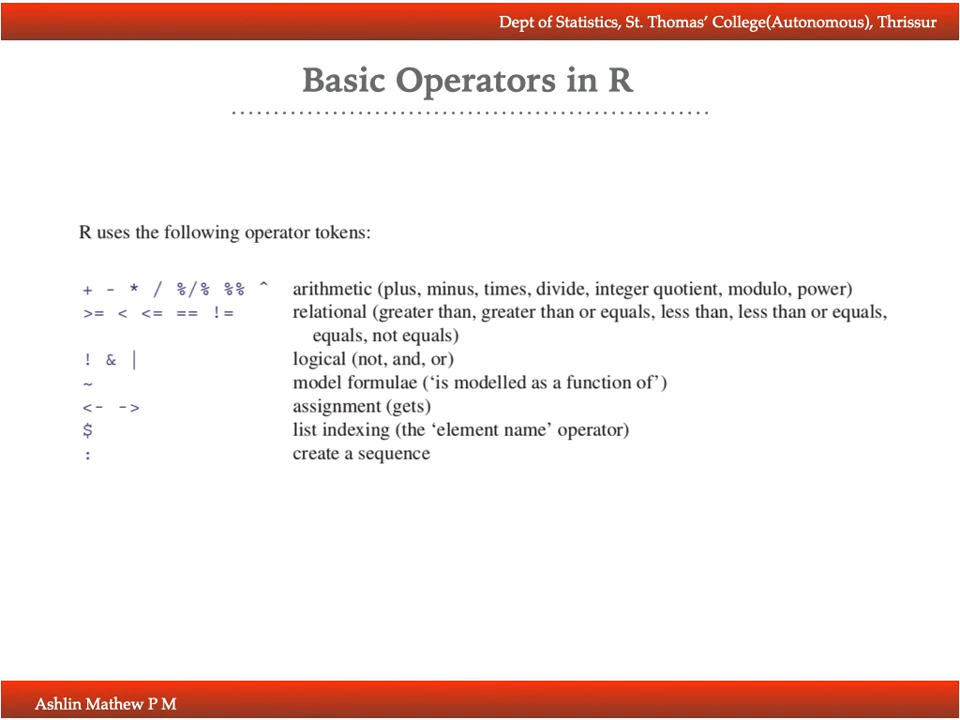 Dept of Statistics, St. Thomas’ College(Autonomous), Thrissur
Basic Operators in R
R uses the following operator tokens:
+ - * / %/% %% ^ arithmetic (plus, minus, times, divide, integer quotient, modulo, power)
>= < <= == != relational (greater than, greater than or equals, less than, less than or equals,
equals, not equals)
! & | logical (not, and, or)
~ model formulae (‘is modelled as a function of’)
<- -> assignment (gets)
$ list indexing (the ‘element name’ operator)
: create a sequence
Ashlin Mathew P M